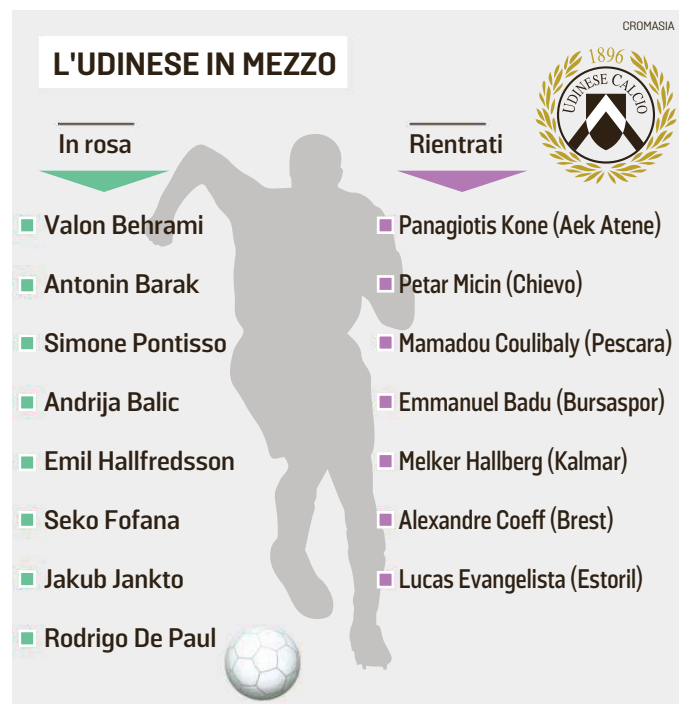 CROMASIA
L'UDINESE IN MEZZO
1896
UDINESE CALCIO
In rosa
Valon Behrami
Antonin Barak
Simone Pontisso
Andrija Balic
Emil Hallfredsson
Seko Fofana
Jakub Jankto
Rodrigo De Paul
Rientrati
Panagiotis Kone (Aek Atene)
Petar Micin (Chievo)
Mamadou Coulibaly (Pescara)
Emmanuel Badu (Bursaspor)
Melker Hallberg (Kalmar)
Alexandre Coeff (Brest)
Lucas Evangelista (Estoril)